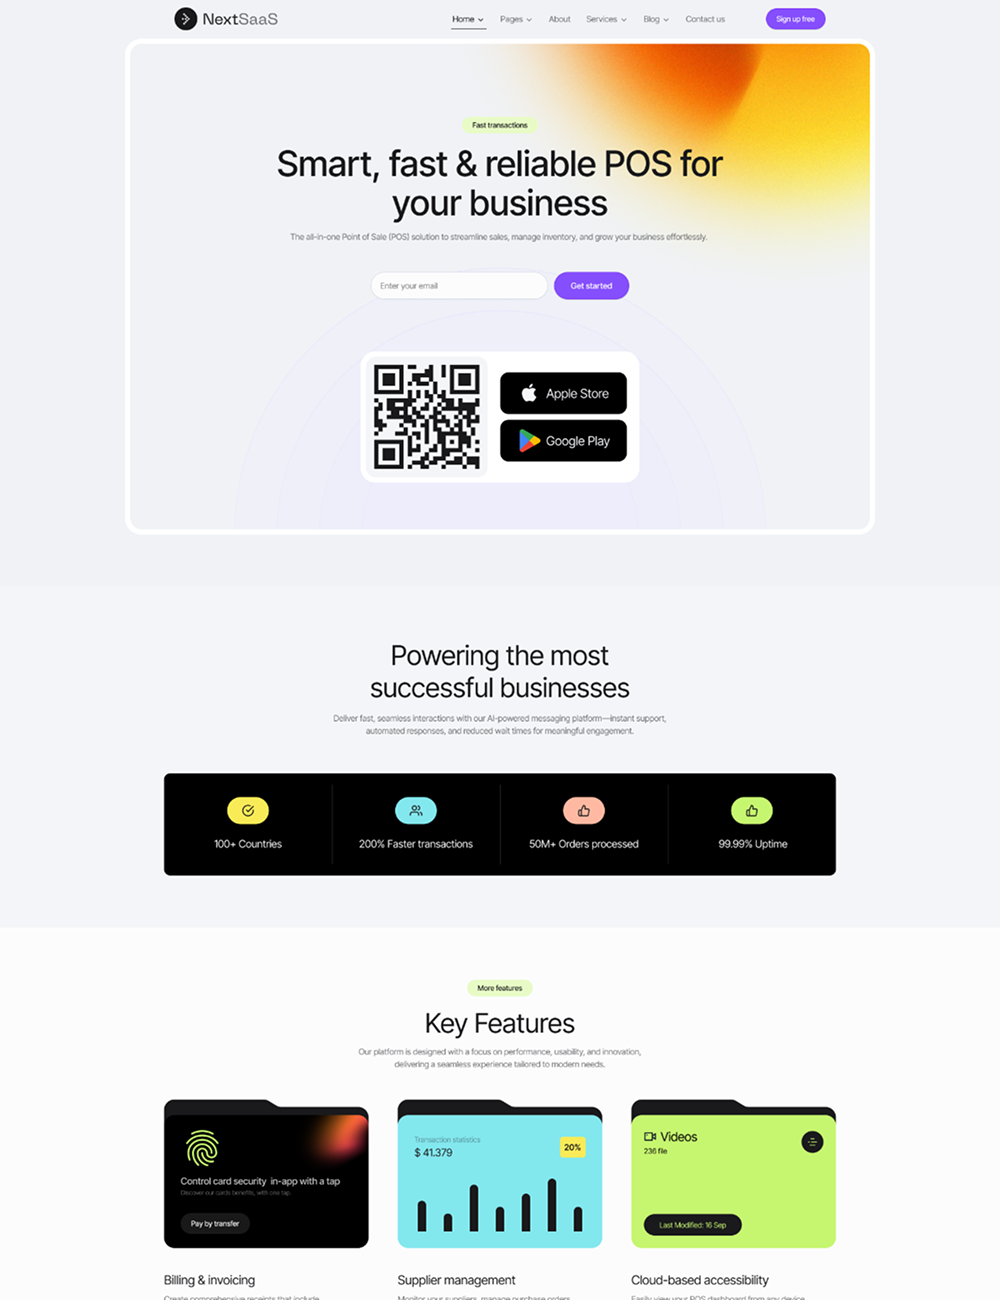 NextSaaS
Home Pages About Services Blog Contact us Sign up free
Fast transactions
Smart, fast & reliable POS for
your business
The all-in-one Point of Sale (POS) solution to streamline sales, manage inventory, and grow your business effortlessly.
Enter your email Get started
Apple Store
Google Play
Powering the most
successful businesses
Deliver fast, seamless interactions with our AI-powered messaging platform—instant support,
automated responses, and reduced wait times for meaningful engagement.
100+ Countries
200% Faster transactions
50M+ Orders processed
99.99% Uptime
More features
Key Features
Our platform is designed with a focus on performance, usability, and innovation,
delivering a seamless experience tailored to modern needs.
Control card security in-app with a tap
Discover our cards benefits, with one tap.
Pay by transfer
Billing & invoicing
Create comprehensive receipts that include
Transaction statistics
$ 41.379
20%
Supplier management
Monitor your suppliers, manage purchase orders
Videos
236 file
Last Modified: 16 Sep
Cloud-based accessibility
Easily view your POS dashboard from any device